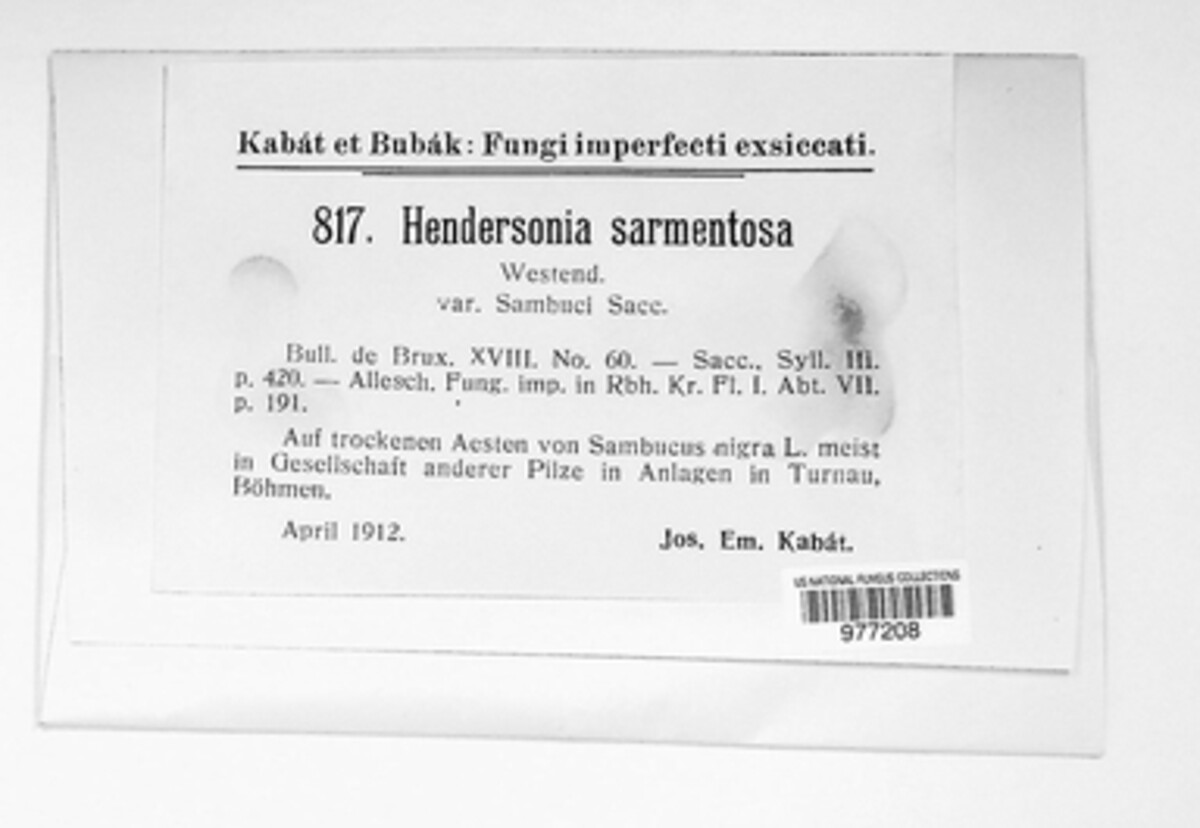 Kabát et Bubák: Fungi imperfecti exsiccati.
817. Hendersonia sarmentosa
Westend.
var. Sambuci Sacc.
Bull. de Brux. XVIII. No. 60. — Sacc., Syll. III.
p. 420. — Allesch. Fung. imp. in Rbh. Kr. Fl. I. Abt. VII.
p. 191.
Auf trockenen Aesten von Sambucus nigra L. meist
in Gesellschaft anderer Pilze in Anlagen in Turnau,
Böhmen.
April 1912.
Jos. Em. Kabát.
US NATIONAL FUNGUS COLLECTIONS
977208